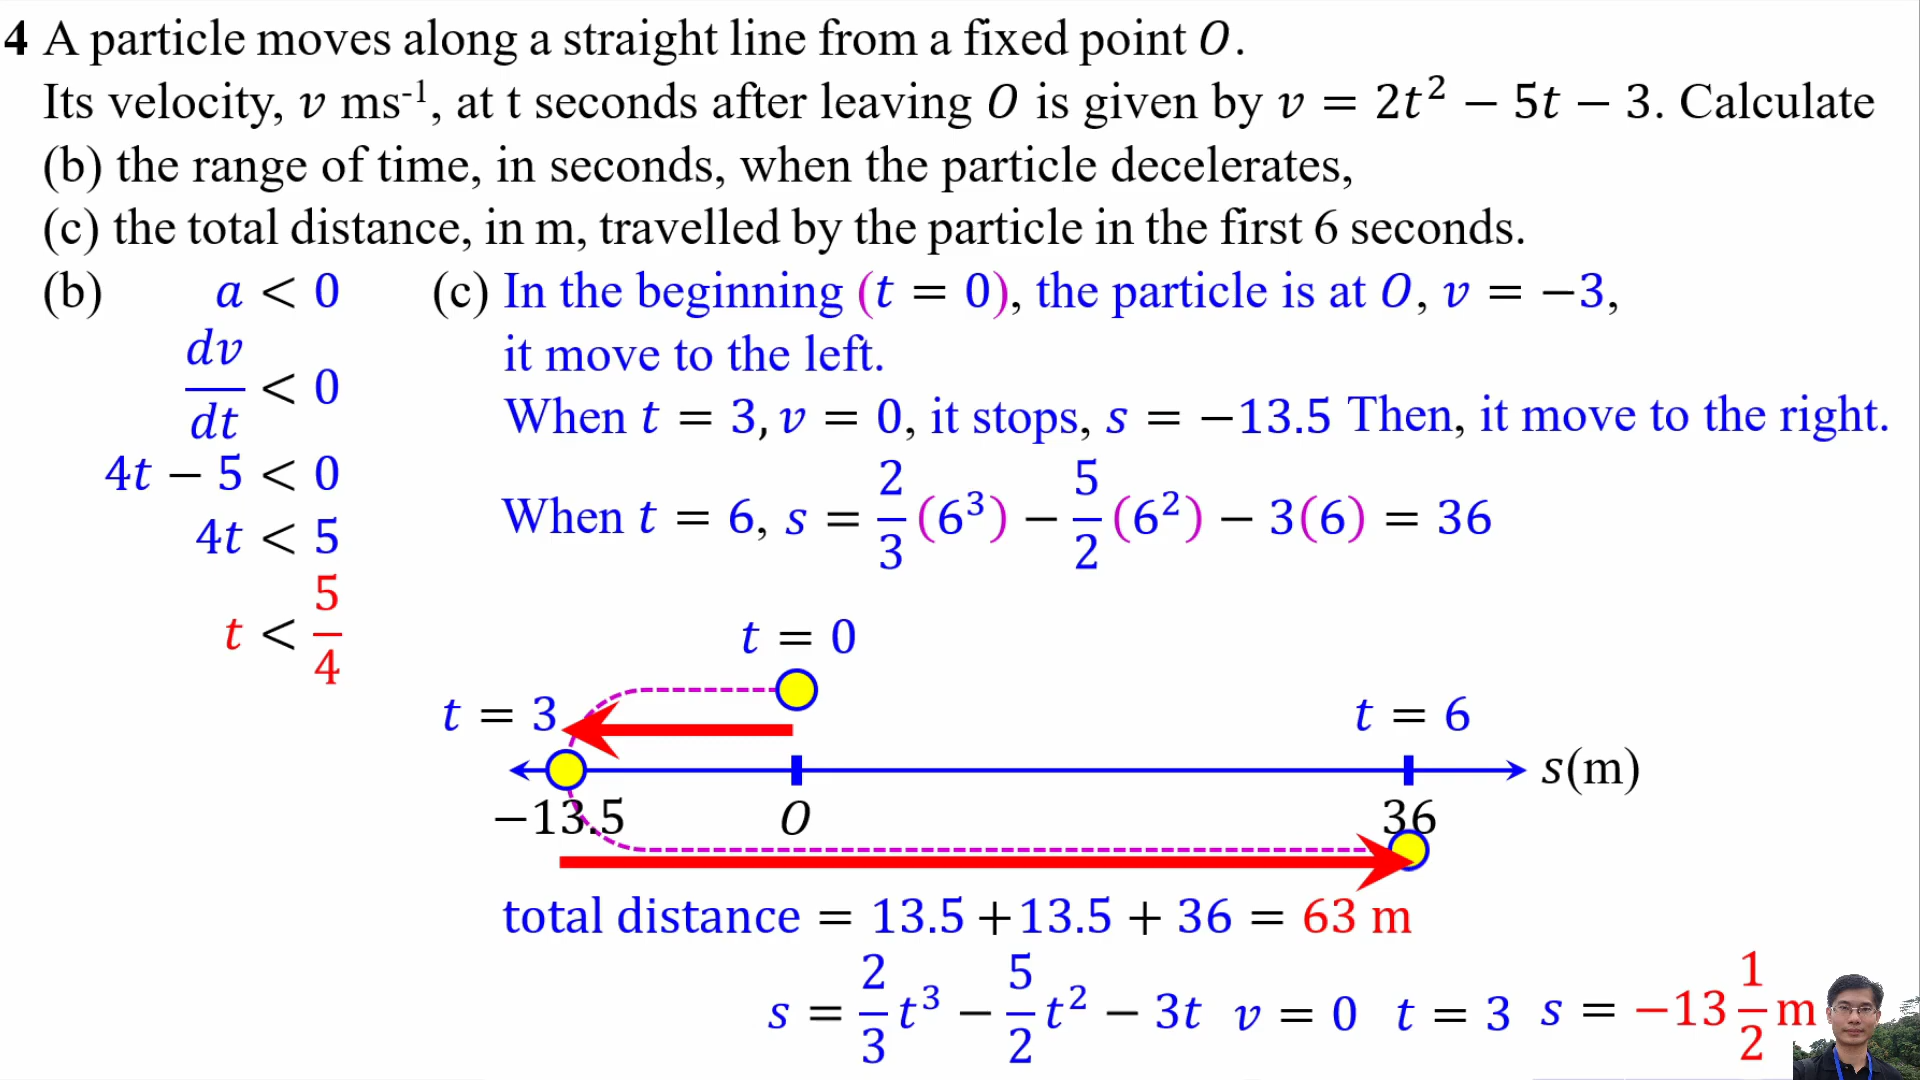 4 A particle moves along a straight line from a fixed point O.
Its velocity, v ms⁻¹, at t seconds after leaving O is given by v = 2t² − 5t − 3. Calculate
(b) the range of time, in seconds, when the particle decelerates,
(c) the total distance, in m, travelled by the particle in the first 6 seconds.
(b) a < 0
dv/dt < 0
4t − 5 < 0
4t < 5
t < 5/4
(c) In the beginning (t = 0), the particle is at O, v = −3,
it move to the left.
When t = 3, v = 0, it stops, s = −13.5 Then, it move to the right.
When t = 6, s = 2/3 (6³) − 5/2 (6²) − 3(6) = 36
t = 0
t = 3 t = 6
s(m)
−13.5 O 36
total distance = 13.5 + 13.5 + 36 = 63 m
s = 2/3 t³ − 5/2 t² − 3t v = 0 t = 3 s = −13 1/2 m